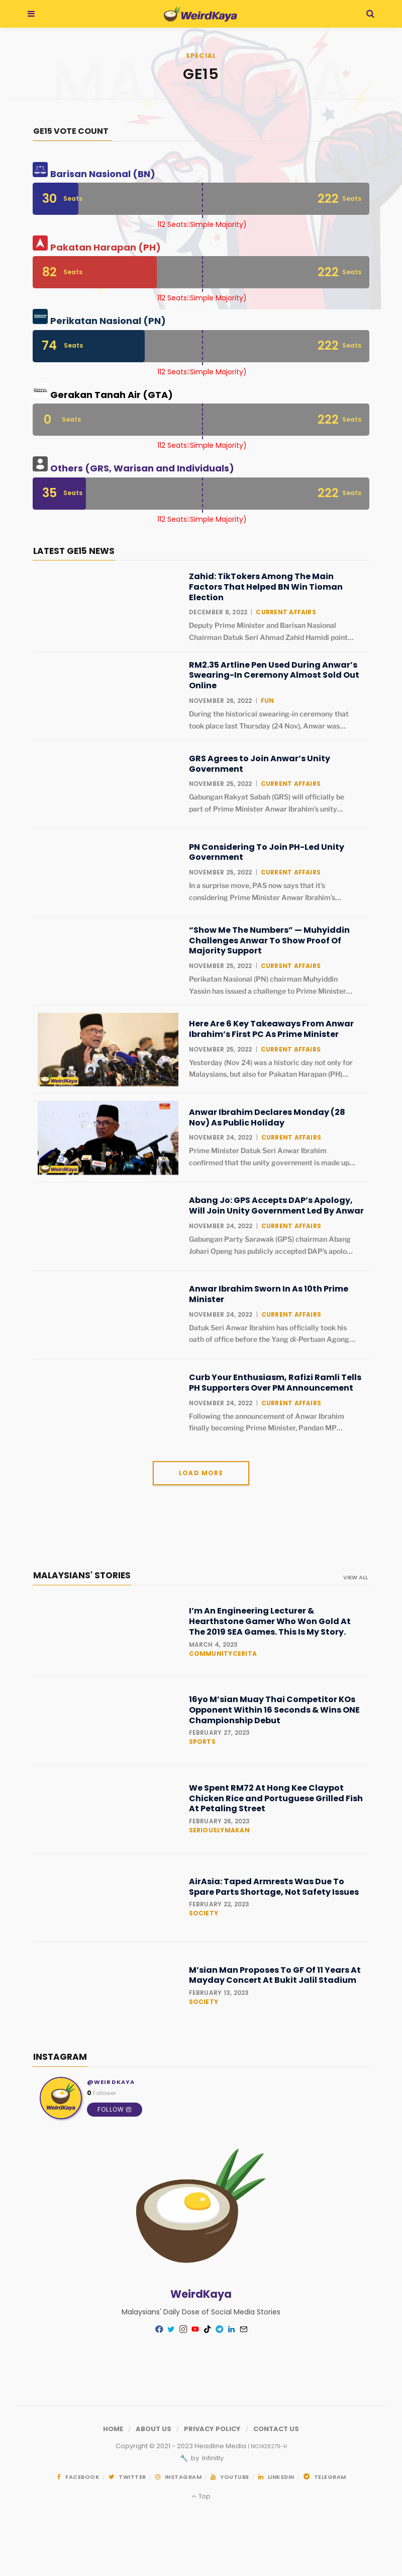 WeirdKaya
SPECIAL
GE15
GE15 VOTE COUNT
Barisan Nasional (BN)
30 Seats 222 Seats
112 Seats(Simple Majority)
Pakatan Harapan (PH)
82 Seats 222 Seats
112 Seats(Simple Majority)
Perikatan Nasional (PN)
74 Seats 222 Seats
112 Seats(Simple Majority)
Gerakan Tanah Air (GTA)
0 Seats 222 Seats
112 Seats(Simple Majority)
Others (GRS, Warisan and Individuals)
35 Seats 222 Seats
112 Seats(Simple Majority)
LATEST GE15 NEWS
Zahid: TikTokers Among The Main
Factors That Helped BN Win Tioman
Election
DECEMBER 8, 2022 | CURRENT AFFAIRS
Deputy Prime Minister and Barisan Nasional
Chairman Datuk Seri Ahmad Zahid Hamidi point...
RM2.35 Artline Pen Used During Anwar’s
Swearing-In Ceremony Almost Sold Out
Online
NOVEMBER 26, 2022 | FUN
During the historical swearing-in ceremony that
took place last Thursday (24 Nov), Anwar was...
GRS Agrees to Join Anwar’s Unity
Government
NOVEMBER 25, 2022 | CURRENT AFFAIRS
Gabungan Rakyat Sabah (GRS) will officially be
part of Prime Minister Anwar Ibrahim’s unity...
PN Considering To Join PH-Led Unity
Government
NOVEMBER 25, 2022 | CURRENT AFFAIRS
In a surprise move, PAS now says that it’s
considering Prime Minister Anwar Ibrahim’s...
“Show Me The Numbers” — Muhyiddin
Challenges Anwar To Show Proof Of
Majority Support
NOVEMBER 25, 2022 | CURRENT AFFAIRS
Perikatan Nasional (PN) chairman Muhyiddin
Yassin has issued a challenge to Prime Minister...
WeirdKaya
Here Are 6 Key Takeaways From Anwar
Ibrahim’s First PC As Prime Minister
NOVEMBER 25, 2022 | CURRENT AFFAIRS
Yesterday (Nov 24) was a historic day not only for
Malaysians, but also for Pakatan Harapan (PH)...
WeirdKaya
Anwar Ibrahim Declares Monday (28
Nov) As Public Holiday
NOVEMBER 24, 2022 | CURRENT AFFAIRS
Prime Minister Datuk Seri Anwar Ibrahim
confirmed that the unity government is made up...
Abang Jo: GPS Accepts DAP’s Apology,
Will Join Unity Government Led By Anwar
NOVEMBER 24, 2022 | CURRENT AFFAIRS
Gabungan Party Sarawak (GPS) chairman Abang
Johari Openg has publicly accepted DAP’s apolo...
Anwar Ibrahim Sworn In As 10th Prime
Minister
NOVEMBER 24, 2022 | CURRENT AFFAIRS
Datuk Seri Anwar Ibrahim has officially took his
oath of office before the Yang di-Pertuan Agong...
Curb Your Enthusiasm, Rafizi Ramli Tells
PH Supporters Over PM Announcement
NOVEMBER 24, 2022 | CURRENT AFFAIRS
Following the announcement of Anwar Ibrahim
finally becoming Prime Minister, Pandan MP...
LOAD MORE
MALAYSIANS' STORIES
VIEW ALL
I’m An Engineering Lecturer &
Hearthstone Gamer Who Won Gold At
The 2019 SEA Games. This Is My Story.
MARCH 4, 2023
COMMUNITYCERITA
16yo M’sian Muay Thai Competitor KOs
Opponent Within 16 Seconds & Wins ONE
Championship Debut
FEBRUARY 27, 2023
SPORTS
We Spent RM72 At Hong Kee Claypot
Chicken Rice and Portuguese Grilled Fish
At Petaling Street
FEBRUARY 26, 2023
SERIOUSLYMAKAN
AirAsia: Taped Armrests Was Due To
Spare Parts Shortage, Not Safety Issues
FEBRUARY 22, 2023
SOCIETY
M’sian Man Proposes To GF Of 11 Years At
Mayday Concert At Bukit Jalil Stadium
FEBRUARY 13, 2023
SOCIETY
INSTAGRAM
WeirdKaya
@WEIRDKAYA
0 Follower
FOLLOW
WeirdKaya
Malaysians' Daily Dose of Social Media Stories
HOME / ABOUT US / PRIVACY POLICY / CONTACT US
Copyright © 2021 - 2023 Headline Media | NO.1426279-H
by Infinitly
FACEBOOK / TWITTER / INSTAGRAM / YOUTUBE / LINKEDIN / TELEGRAM
Top